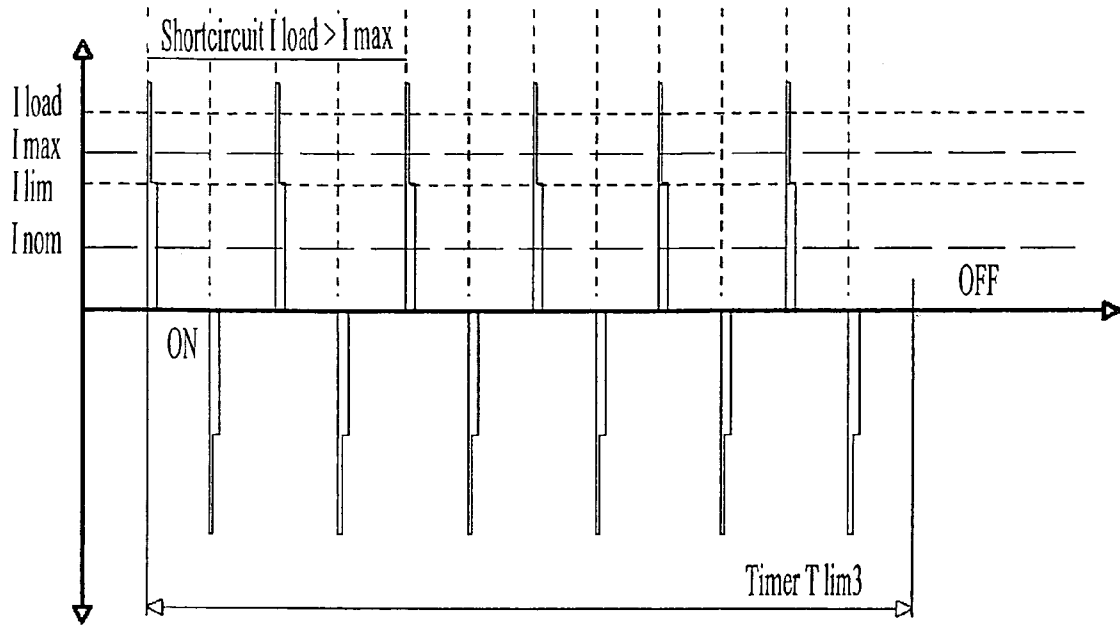 Shortcircuit I load > I max
I load
I max
I lim
I nom
OFF
ON
Timer T lim3